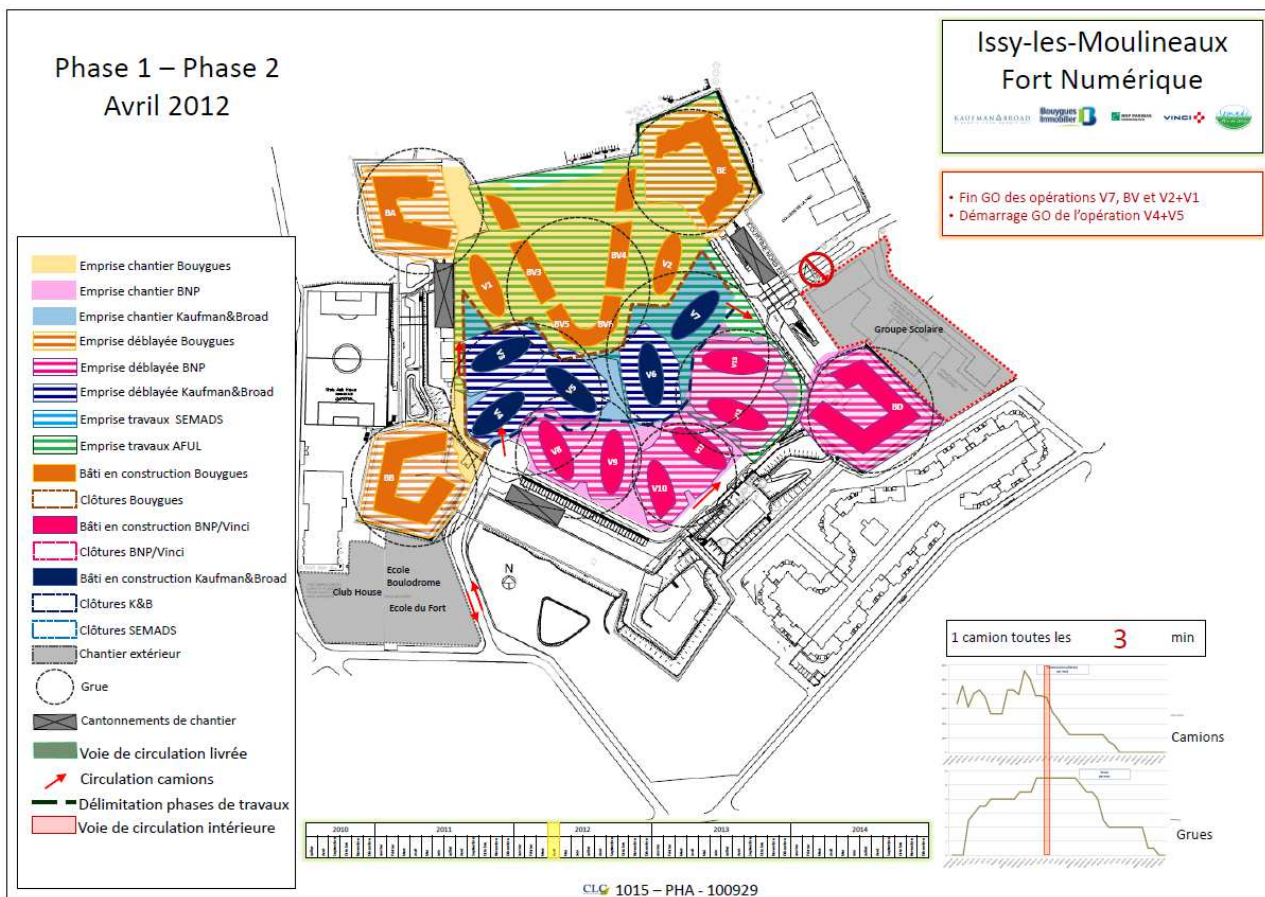 Phase 1 – Phase 2
Avril 2012
Issy-les-Moulineaux
Fort Numérique
KAUFMAN & BROAD
Bouygues
Immobilier
BNP PARIBAS
VINCI
• Fin GO des opérations V7, BV et V2+V1
• Démarrage GO de l'opération V4+V5
Emprise chantier Bouygues
Emprise chantier BNP
Emprise chantier Kaufman&Broad
Emprise déblayée Bouygues
Emprise déblayée BNP
Emprise déblayée Kaufman&Broad
Emprise travaux SEMADS
Emprise travaux AFUL
Bâti en construction Bouygues
Clôtures Bouygues
Bâti en construction BNP/Vinci
Clôtures BNP/Vinci
Bâti en construction Kaufman&Broad
Clôtures K&B
Clôtures SEMADS
Chantier extérieur
Grue
Cantonnements de chantier
Voie de circulation livrée
Circulation camions
Délimitation phases de travaux
Voie de circulation intérieure
BA
BE
BV3
BV4
V2
V1
BV5
V7
V3
V5
V6
V4
BD
BB
V8
V9
V10
Groupe Scolaire
Ecole
Boulodrome
Club House
Ecole du Fort
N
1 camion toutes les 3 min
Camions
Grues
2010 2011 2012 2013 2014
CLC 1015 – PHA - 100929